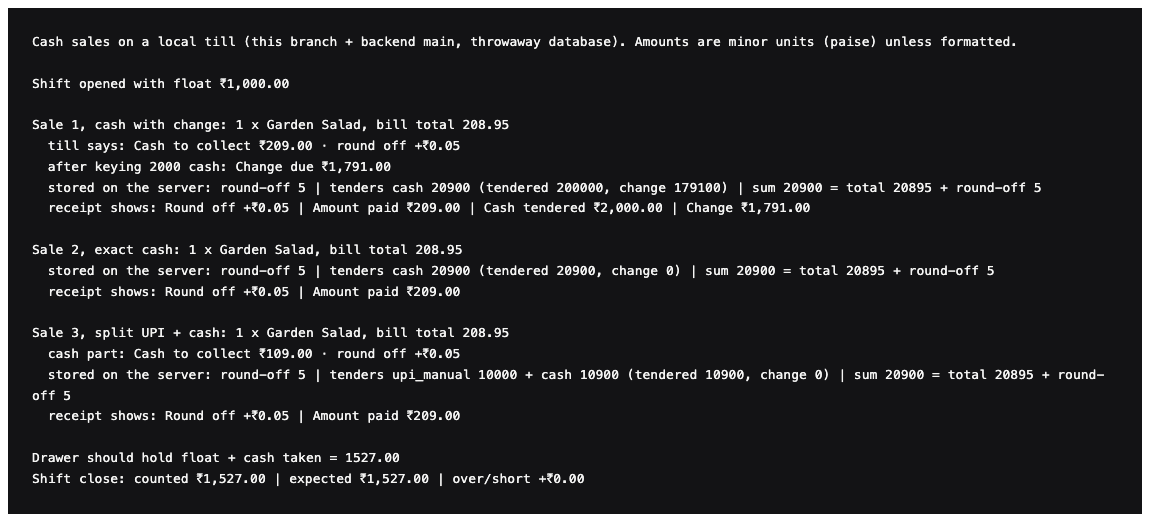 Cash sales on a local till (this branch + backend main, throwaway database). Amounts are minor units (paise) unless formatted.
Shift opened with float ₹1,000.00
Sale 1, cash with change: 1 x Garden Salad, bill total 208.95
till says: Cash to collect ₹209.00 · round off +₹0.05
after keying 2000 cash: Change due ₹1,791.00
stored on the server: round-off 5 | tenders cash 20900 (tendered 200000, change 179100) | sum 20900 = total 20895 + round-off 5
receipt shows: Round off +₹0.05 | Amount paid ₹209.00 | Cash tendered ₹2,000.00 | Change ₹1,791.00
Sale 2, exact cash: 1 x Garden Salad, bill total 208.95
stored on the server: round-off 5 | tenders cash 20900 (tendered 20900, change 0) | sum 20900 = total 20895 + round-off 5
receipt shows: Round off +₹0.05 | Amount paid ₹209.00
Sale 3, split UPI + cash: 1 x Garden Salad, bill total 208.95
cash part: Cash to collect ₹109.00 · round off +₹0.05
stored on the server: round-off 5 | tenders upi_manual 10000 + cash 10900 (tendered 10900, change 0) | sum 20900 = total 20895 + round-
off 5
receipt shows: Round off +₹0.05 | Amount paid ₹209.00
Drawer should hold float + cash taken = 1527.00
Shift close: counted ₹1,527.00 | expected ₹1,527.00 | over/short +₹0.00